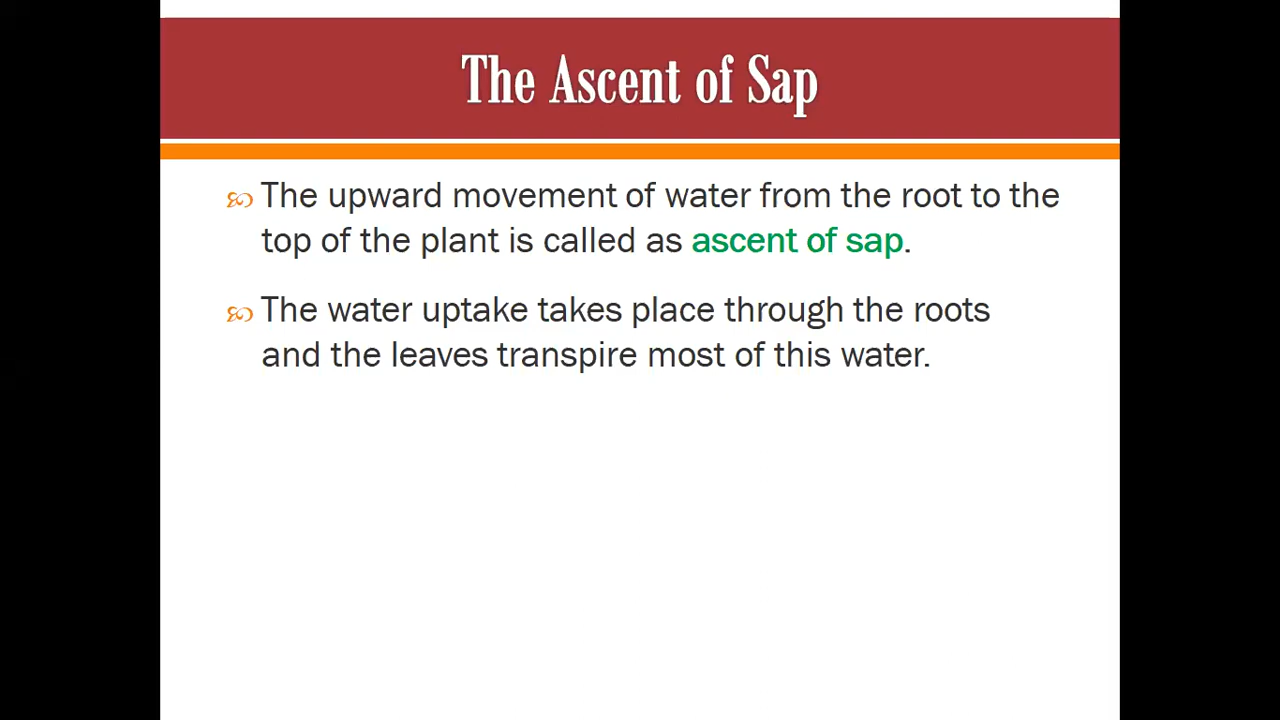 The Ascent of Sap
The upward movement of water from the root to the
top of the plant is called as ascent of sap.
The water uptake takes place through the roots
and the leaves transpire most of this water.